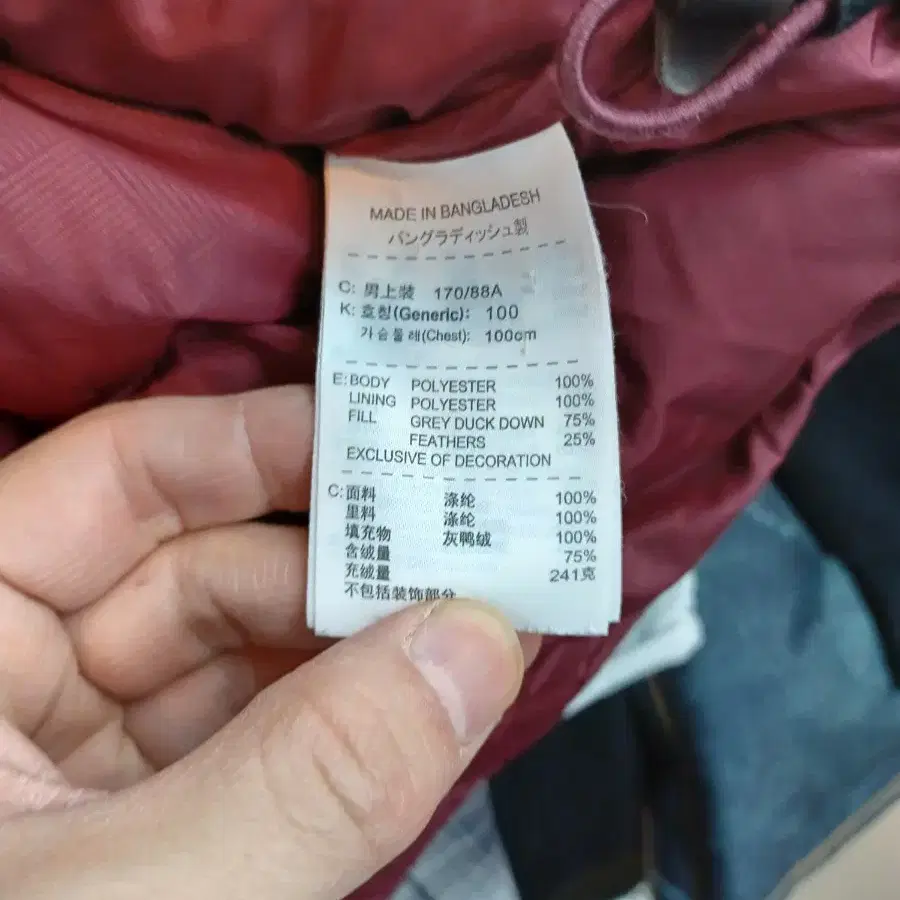 MADE IN BANGLADESH
バングラディッシュ製
C: 男上裝 170/88A
K: 호칭(Generic): 100
가슴둘레(Chest): 100cm
E: BODY POLYESTER 100%
LINING POLYESTER 100%
FILL GREY DUCK DOWN 75%
FEATHERS 25%
EXCLUSIVE OF DECORATION
C: 面料 涤纶 100%
里料 涤纶 100%
填充物 灰鸭绒 100%
含绒量 75%
充绒量 241克
不包括装饰部分